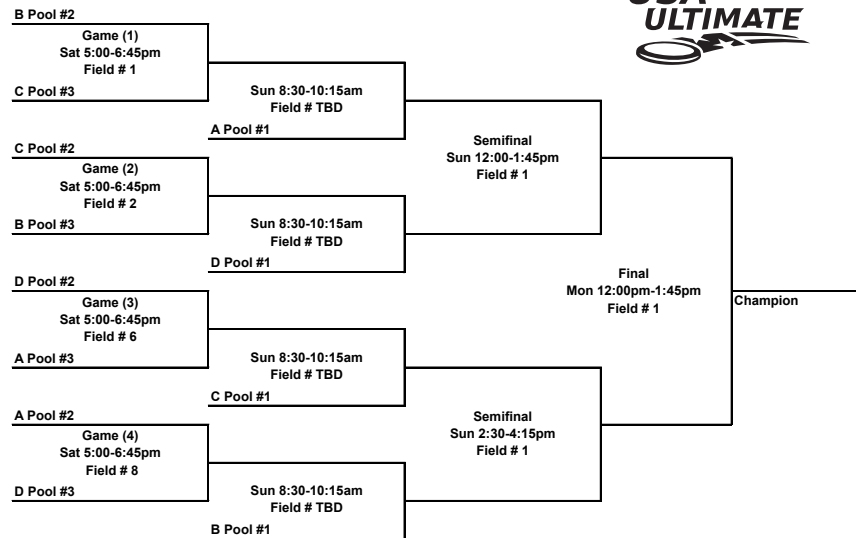 USA
ULTIMATE
B Pool #2
Game (1)
Sat 5:00-6:45pm
Field # 1
C Pool #3
Sun 8:30-10:15am
Field # TBD
A Pool #1
C Pool #2
Game (2)
Sat 5:00-6:45pm
Field # 2
B Pool #3
Sun 8:30-10:15am
Field # TBD
D Pool #1
Semifinal
Sun 12:00-1:45pm
Field # 1
D Pool #2
Game (3)
Sat 5:00-6:45pm
Field # 6
A Pool #3
Sun 8:30-10:15am
Field # TBD
C Pool #1
A Pool #2
Game (4)
Sat 5:00-6:45pm
Field # 8
D Pool #3
Sun 8:30-10:15am
Field # TBD
B Pool #1
Semifinal
Sun 2:30-4:15pm
Field # 1
Final
Mon 12:00pm-1:45pm
Field # 1
Champion